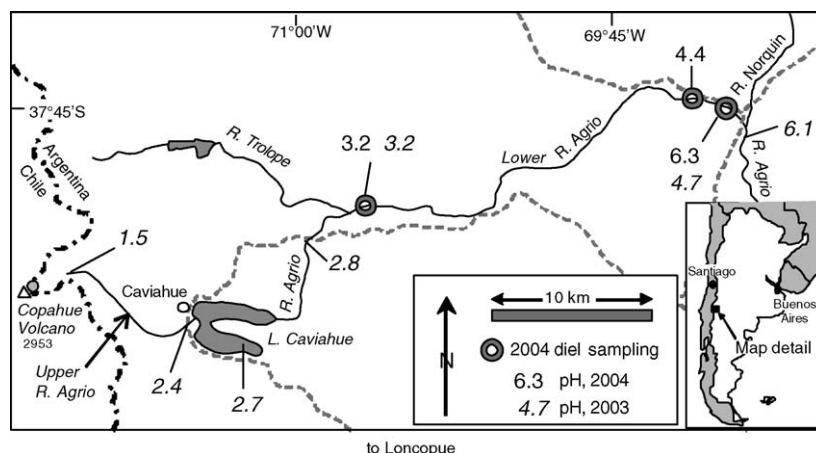 71°00'W
69°45'W
37°45'S
4.4
R. Norquin
6.3
4.7
6.1
R. Agrio
Lower
R. Agrio
3.2 3.2
R. Trolope
Argentina
Chile
1.5
2.8
R. Agrio
Caviahue
L. Caviahue
Copahue
Volcano
2953
Upper
R. Agrio
2.4
2.7
N
10 km
2004 diel sampling
6.3 pH, 2004
4.7 pH, 2003
Santiago
Buenos
Aires
Map detail
to Loncopue